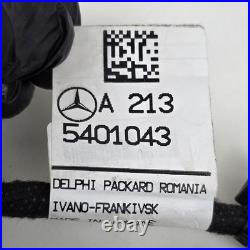 A 213
5401043
DELPHI PACKARD ROMANIA
IVANO-FRANKIVSK